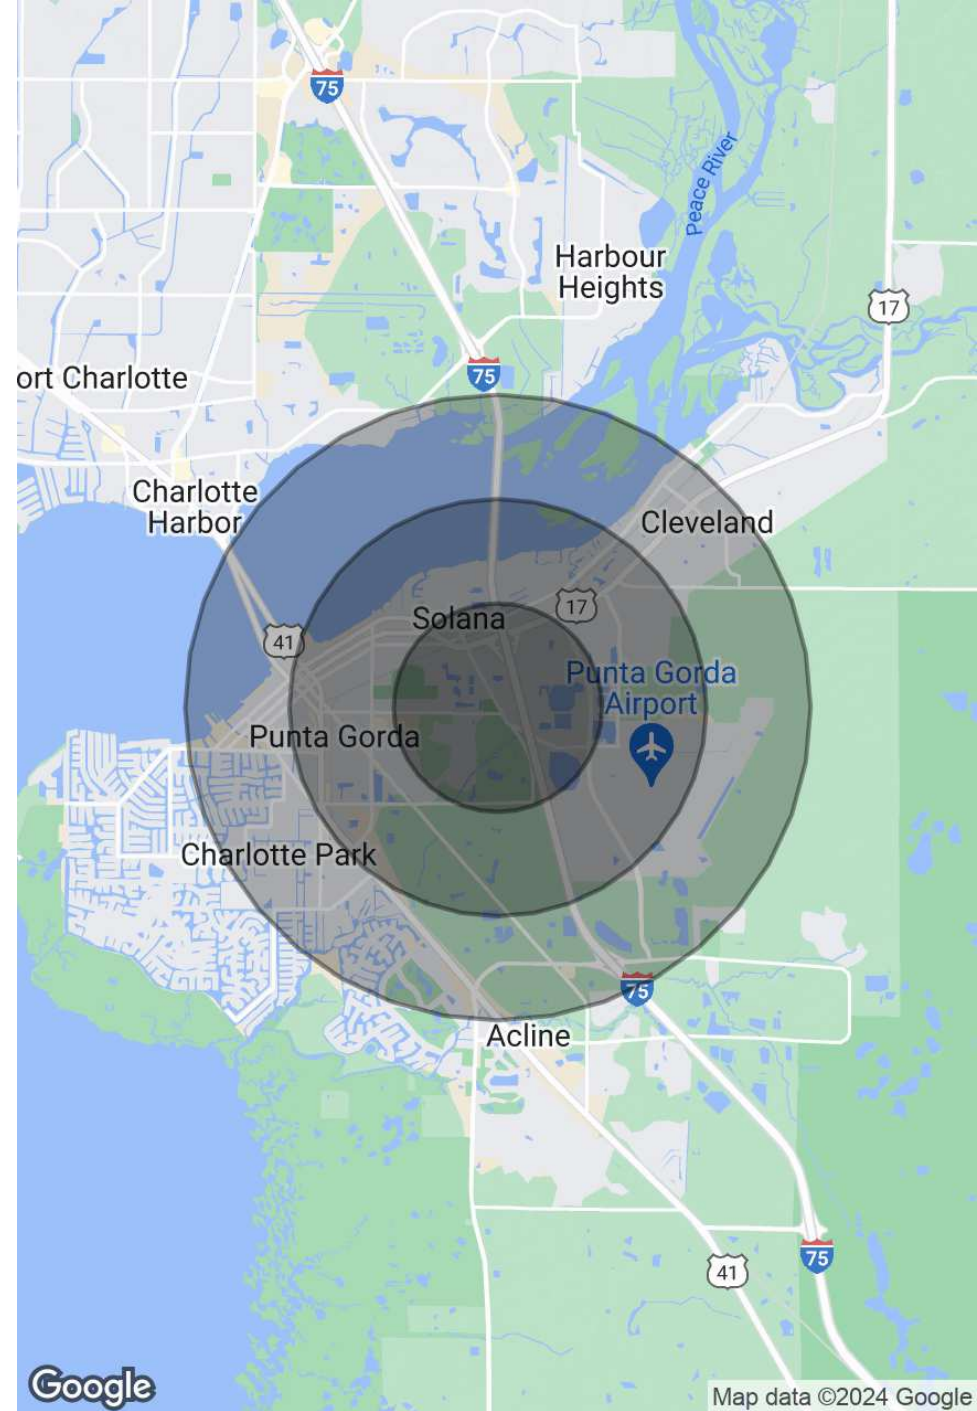 75
Peace River
Harbour
Heights
17
75
ort Charlotte
Charlotte
Harbor
Cleveland
17
Solana
41
Punta Gorda
Airport
Punta Gorda
Charlotte Park
75
Acline
75
41
Google
Map data ©2024 Google